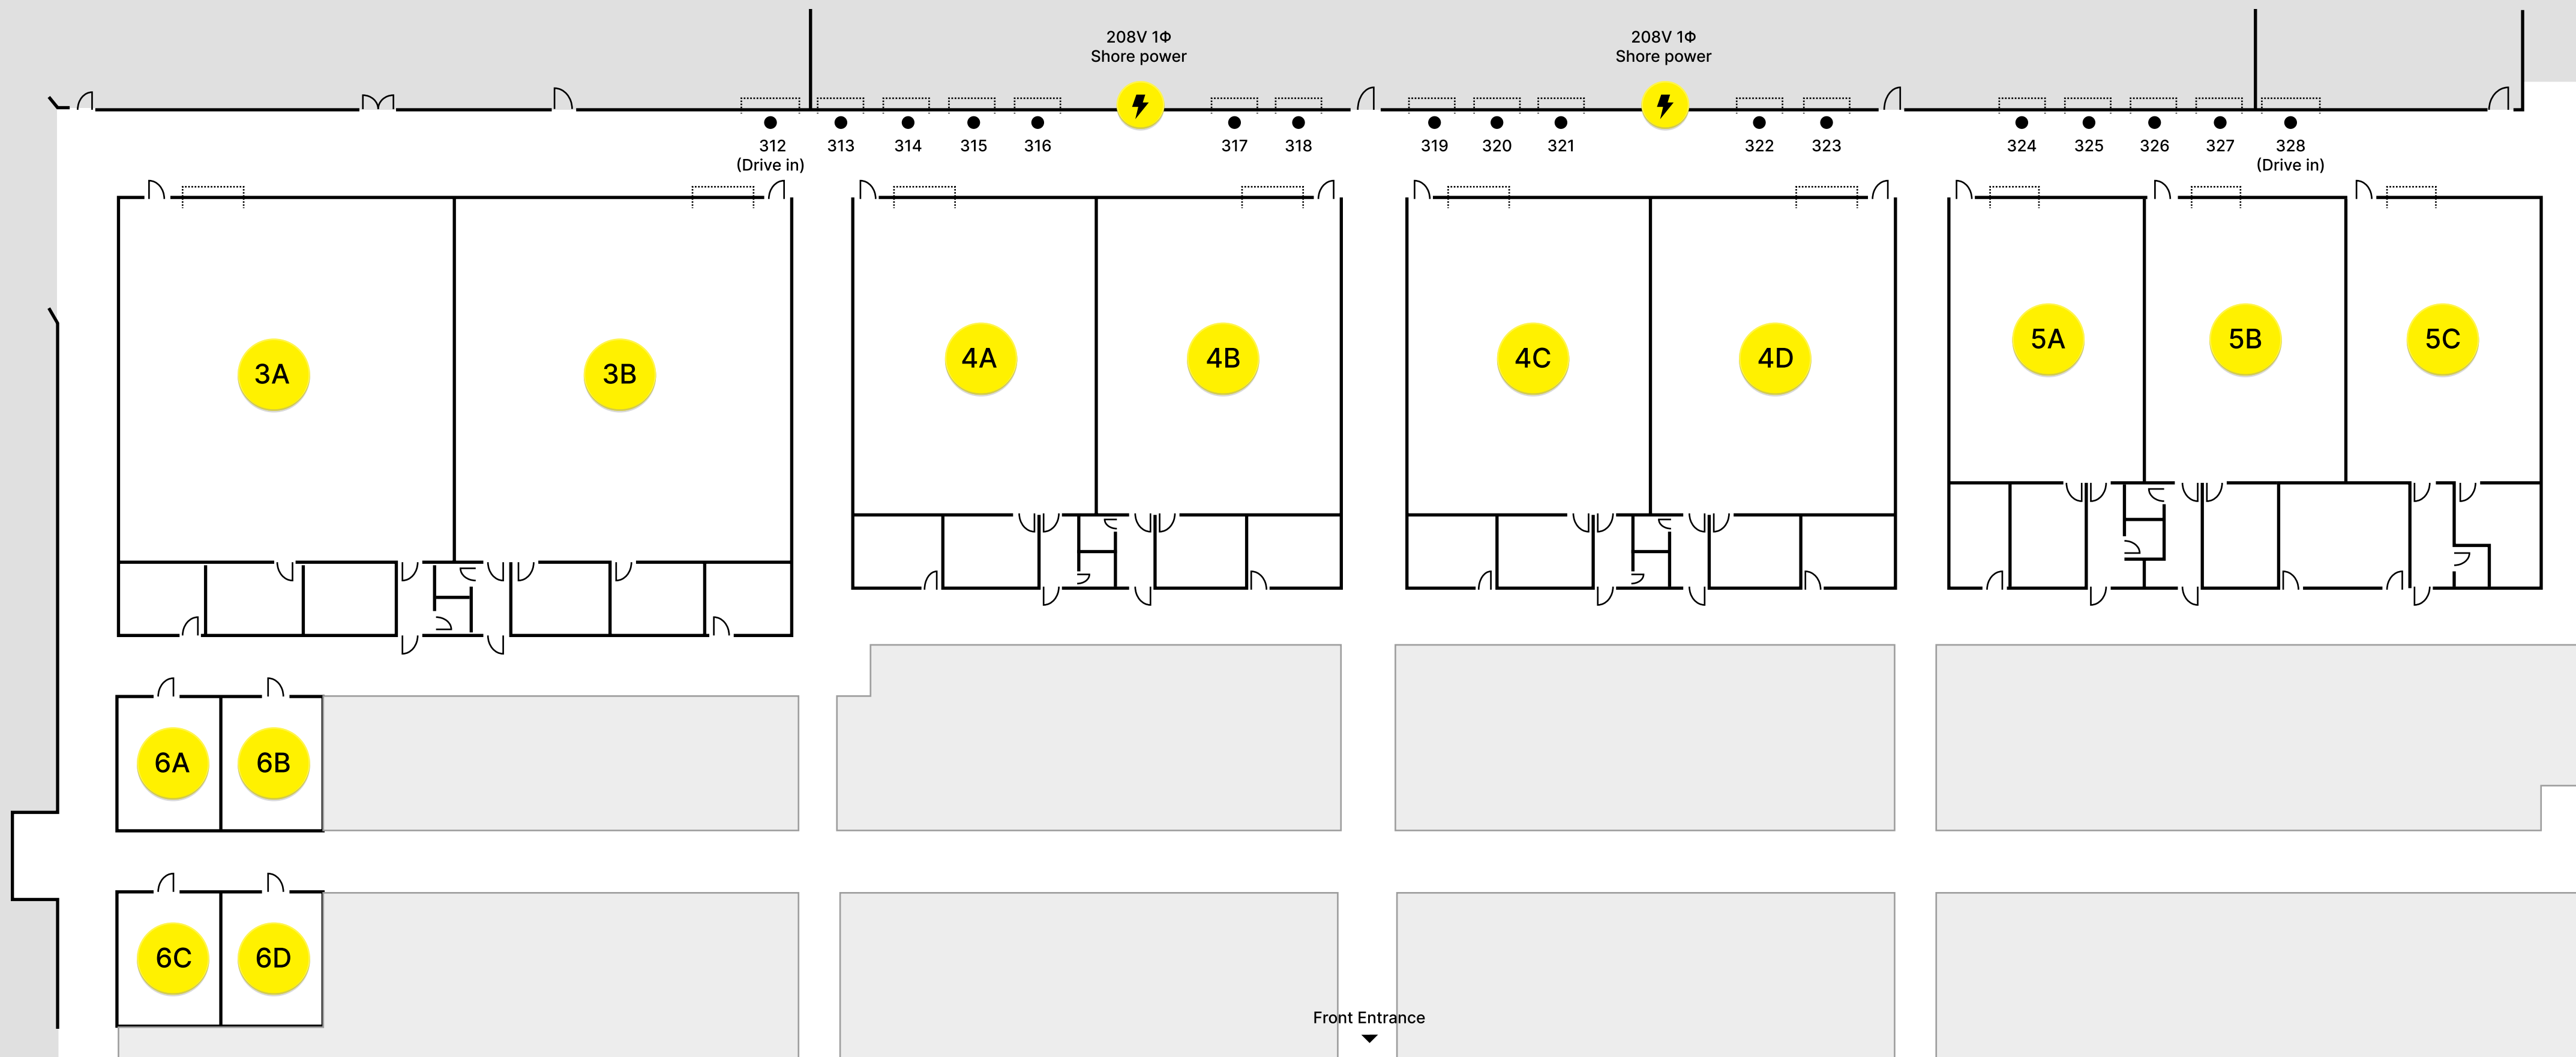 208V 1Φ
Shore power
208V 1Φ
Shore power
312
(Drive in)
313
314
315
316
317
318
319
320
321
322
323
324
325
326
327
328
(Drive in)
3A
3B
4A
4B
4C
4D
5A
5B
5C
6A
6B
6C
6D
Front Entrance